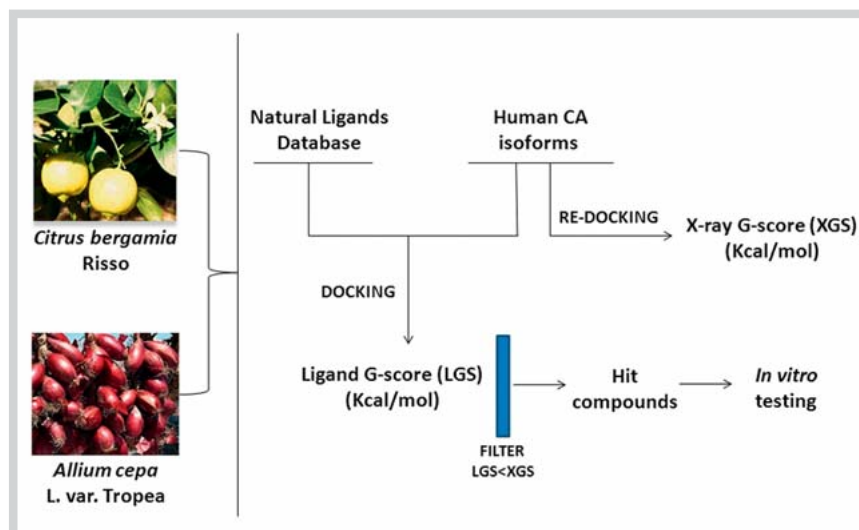 Citrus bergamia
Risso
Allium cepa
L. var. Tropea
Natural Ligands
Database
Human CA
isoforms
RE-DOCKING
X-ray G-score (XGS)
(Kcal/mol)
DOCKING
Ligand G-score (LGS)
(Kcal/mol)
FILTER
LGS<XGS
Hit
compounds
In vitro
testing